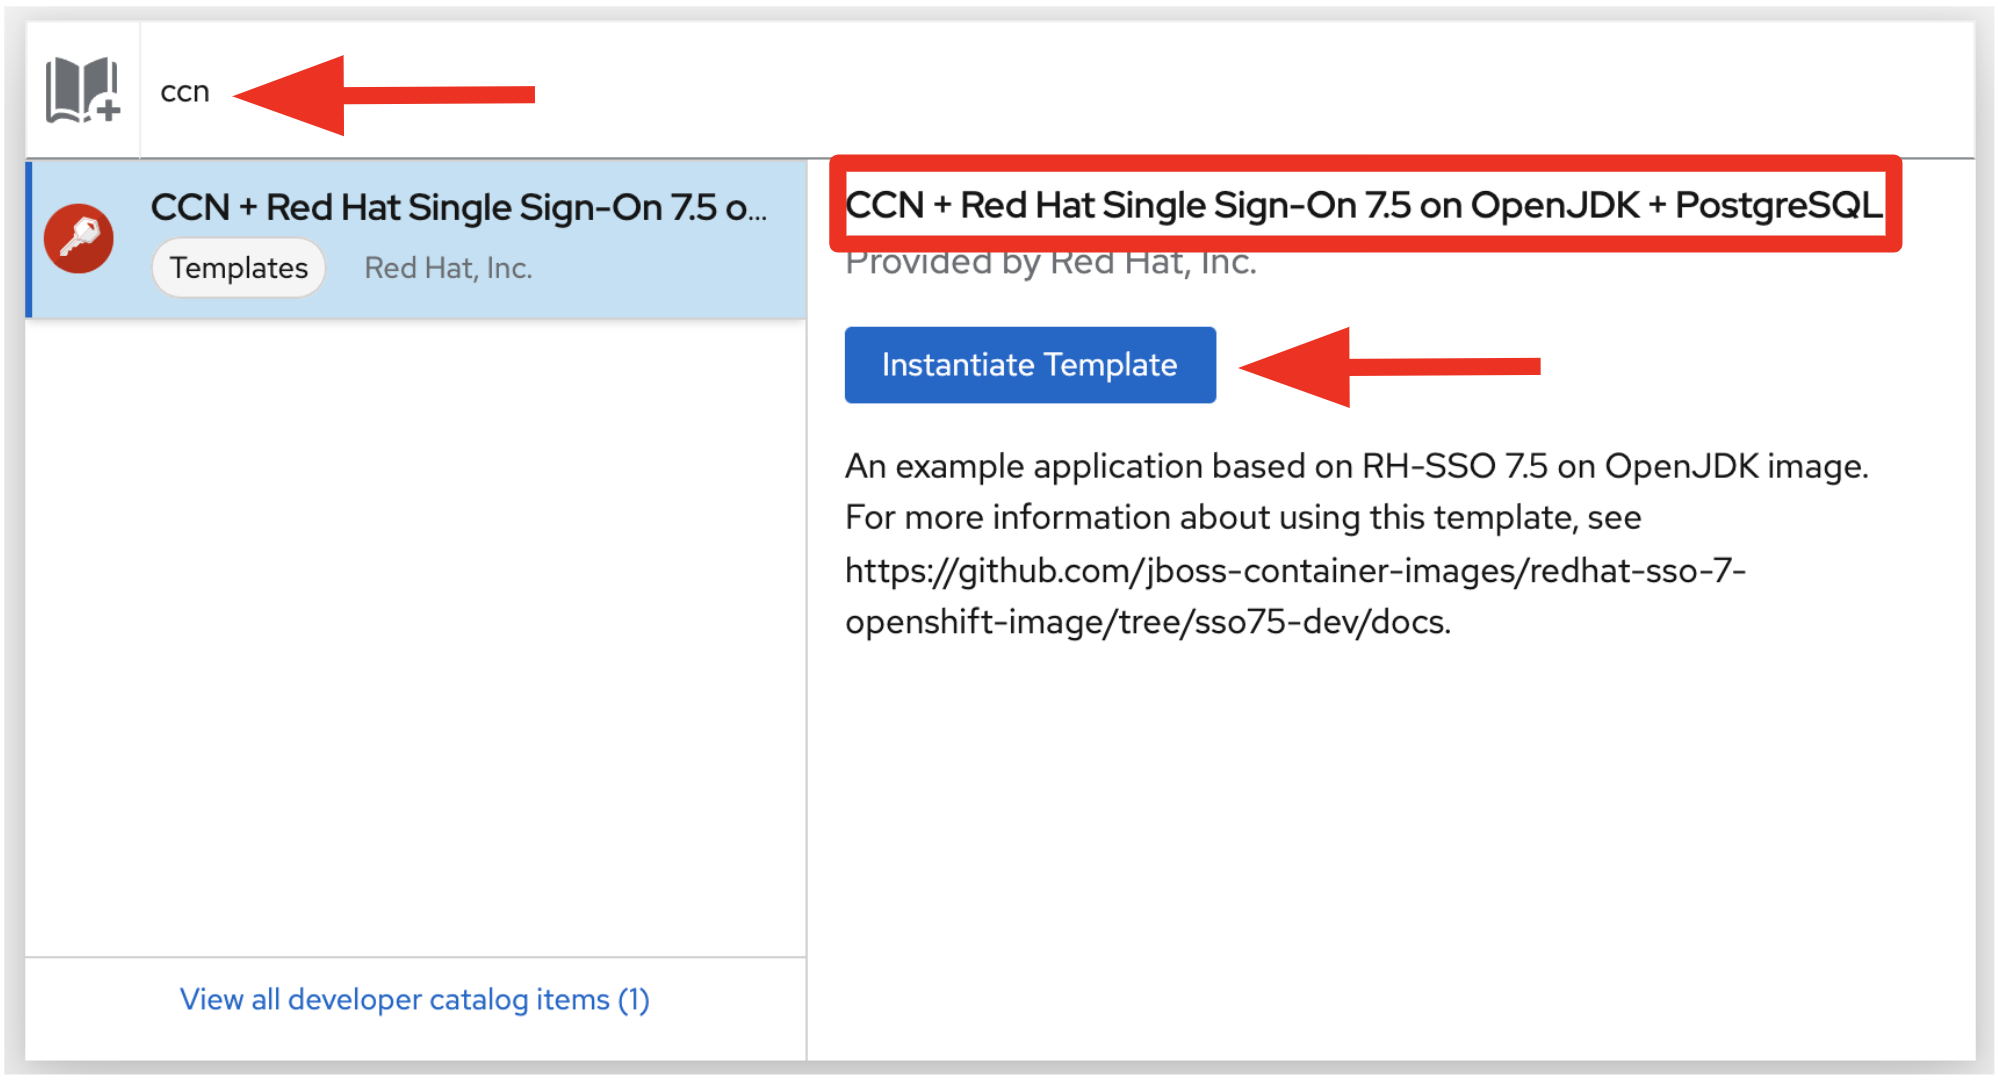 ccn
CCN + Red Hat Single Sign-On 7.5 o...
Templates Red Hat, Inc.
CCN + Red Hat Single Sign-On 7.5 on OpenJDK + PostgreSQL
Provided by Red Hat, Inc.
Instantiate Template
An example application based on RH-SSO 7.5 on OpenJDK image.
For more information about using this template, see
https://github.com/jboss-container-images/redhat-sso-7-
openshift-image/tree/sso75-dev/docs.
View all developer catalog items (1)